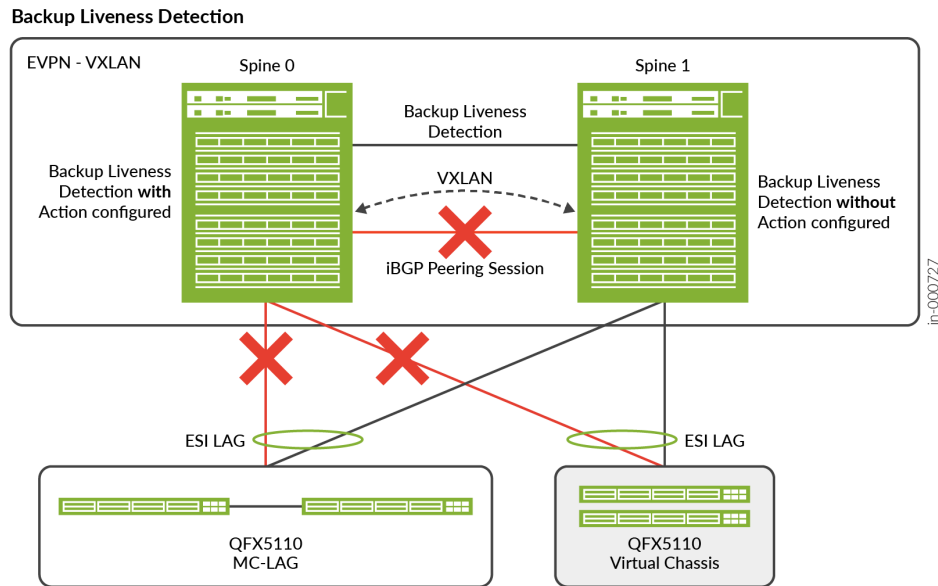 Backup Liveness Detection
EVPN - VXLAN
Spine 0
Spine 1
Backup Liveness
Detection
Backup Liveness
Detection with
Action configured
VXLAN
Backup Liveness
Detection without
Action configured
iBGP Peering Session
in-000727
ESI LAG
ESI LAG
QFX5110
MC-LAG
QFX5110
Virtual Chassis